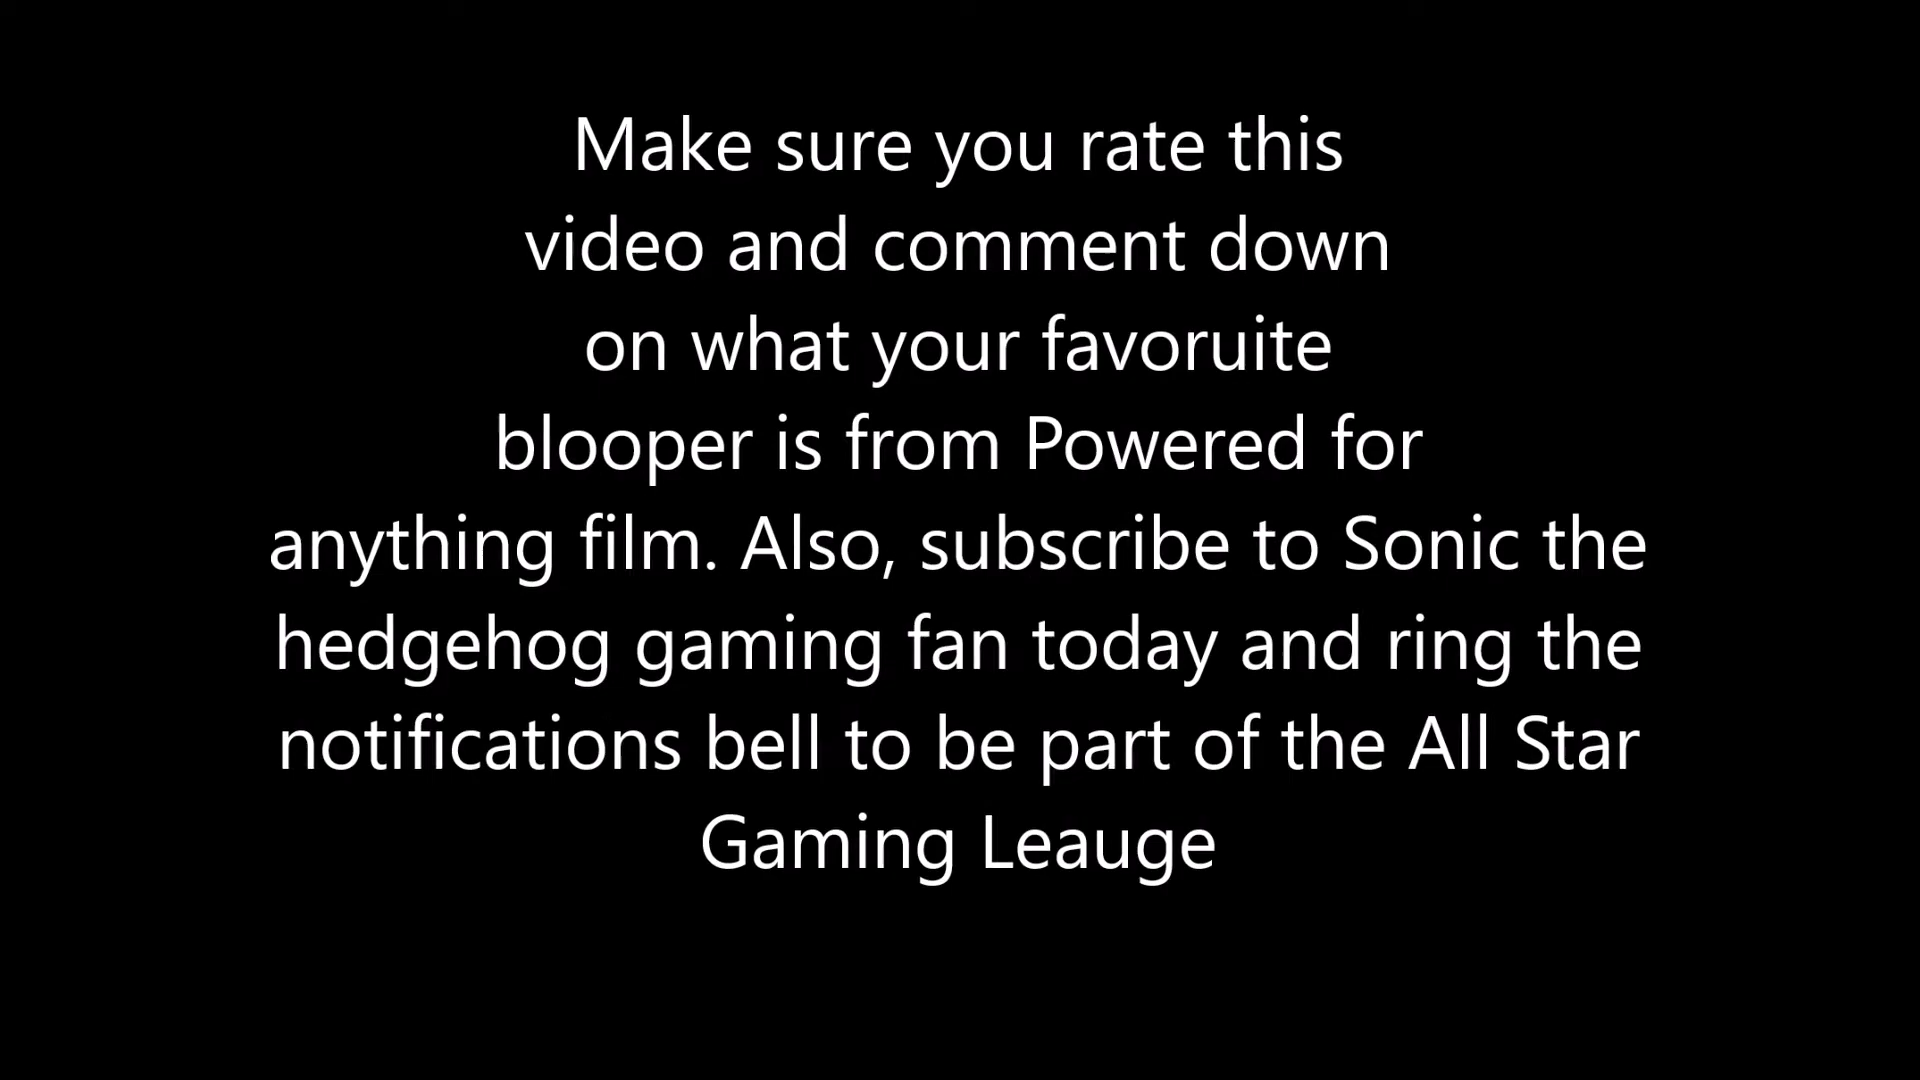 Make sure you rate this
video and comment down
on what your favoruite
blooper is from Powered for
anything film. Also, subscribe to Sonic the
hedgehog gaming fan today and ring the
notifications bell to be part of the All Star
Gaming Leauge